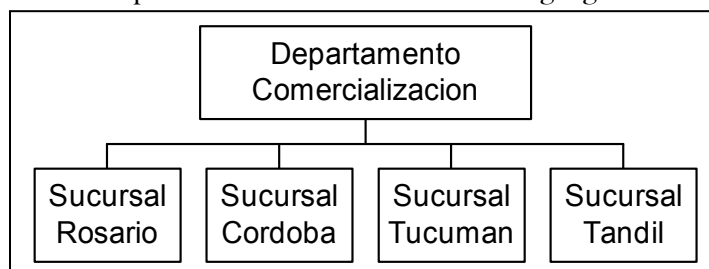 Departamento
Comercializacion
Sucursal
Rosario
Sucursal
Cordoba
Sucursal
Tucuman
Sucursal
Tandil